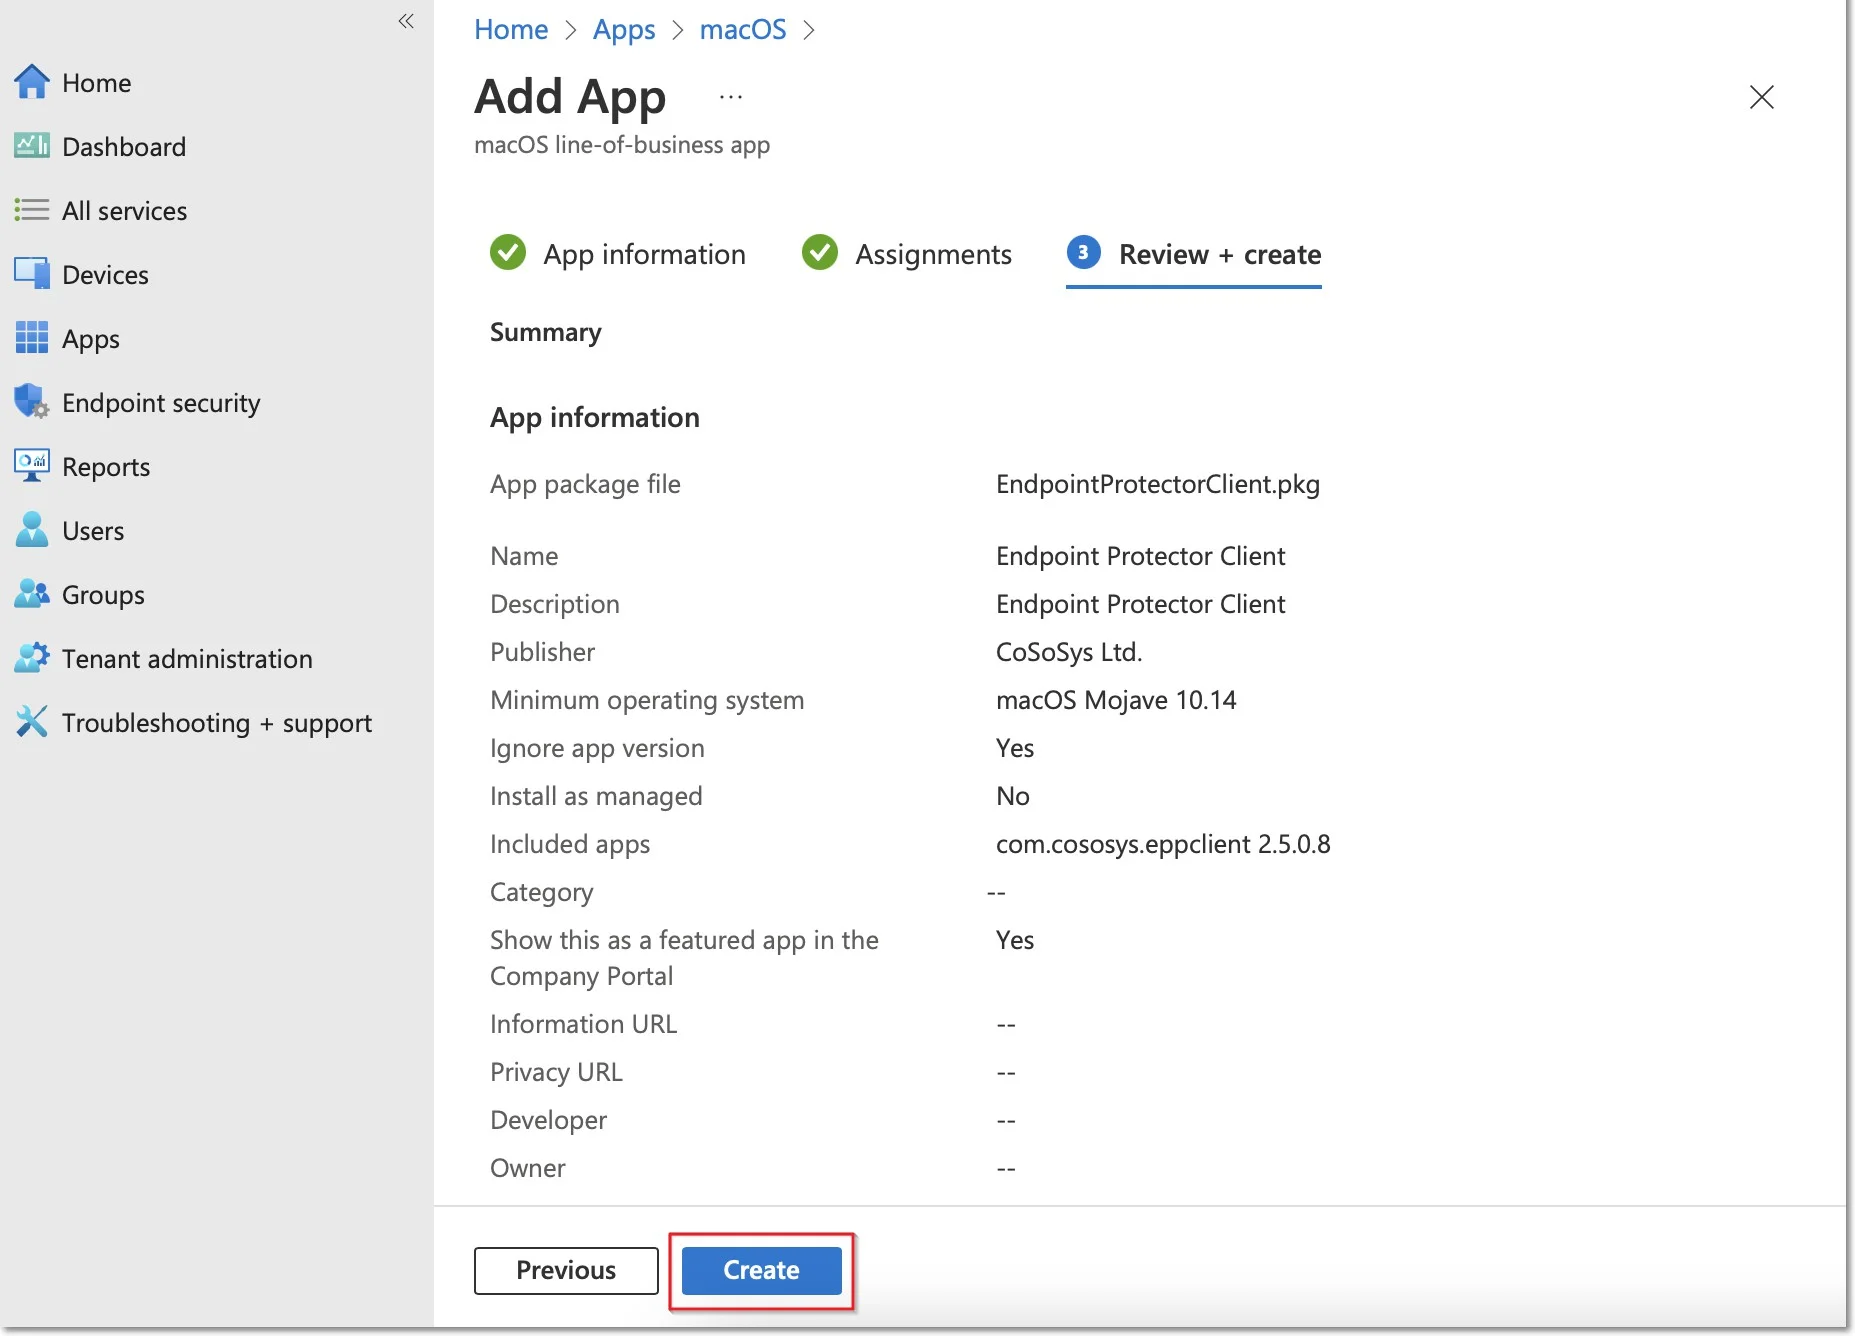 Home
Dashboard
All services
Devices
Apps
Endpoint security
Reports
Users
Groups
Tenant administration
Troubleshooting + support
Home > Apps > macOS >
Add App ...
macOS line-of-business app
App information
Assignments
3 Review + create
Summary
App information
App package file EndpointProtectorClient.pkg
Name Endpoint Protector Client
Description Endpoint Protector Client
Publisher CoSoSys Ltd.
Minimum operating system macOS Mojave 10.14
Ignore app version Yes
Install as managed No
Included apps com.cososys.eppclient 2.5.0.8
Category --
Show this as a featured app in the Yes
Company Portal
Information URL --
Privacy URL --
Developer --
Owner --
Previous
Create